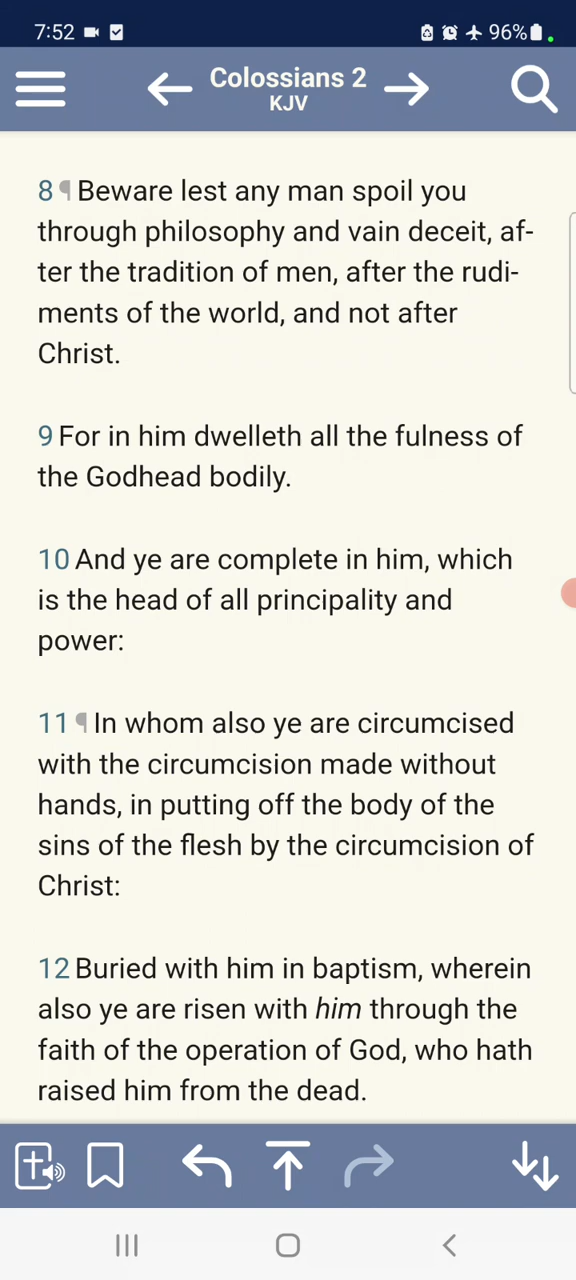 7:52
96%
Colossians 2
KJV
8 ¶ Beware lest any man spoil you
through philosophy and vain deceit, af-
ter the tradition of men, after the rudi-
ments of the world, and not after
Christ.
9 For in him dwelleth all the fulness of
the Godhead bodily.
10 And ye are complete in him, which
is the head of all principality and
power:
11 ¶ In whom also ye are circumcised
with the circumcision made without
hands, in putting off the body of the
sins of the flesh by the circumcision of
Christ:
12 Buried with him in baptism, wherein
also ye are risen with him through the
faith of the operation of God, who hath
raised him from the dead.